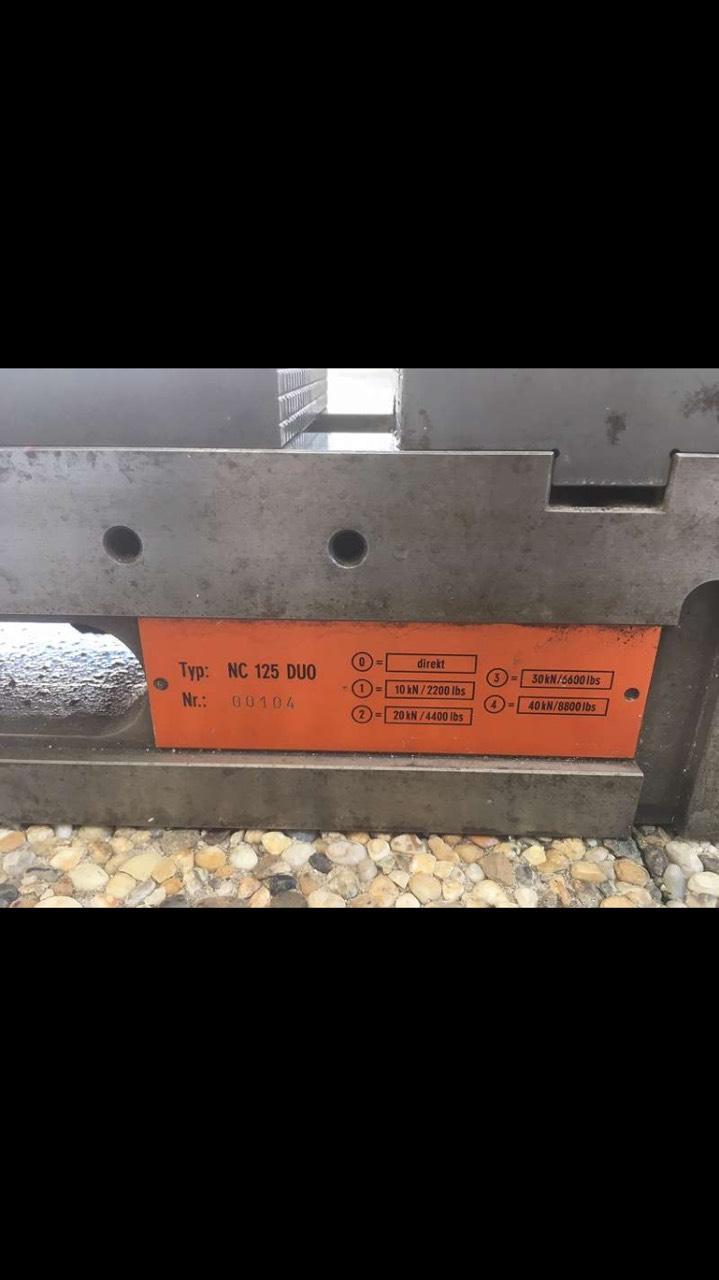 Typ: NC 125 DUO
Nr.: 00104
0 = direkt
1 = 10 kN / 2200 lbs
2 = 20 kN / 4400 lbs
3 = 30 kN/6600 lbs
4 = 40 kN/8800 lbs